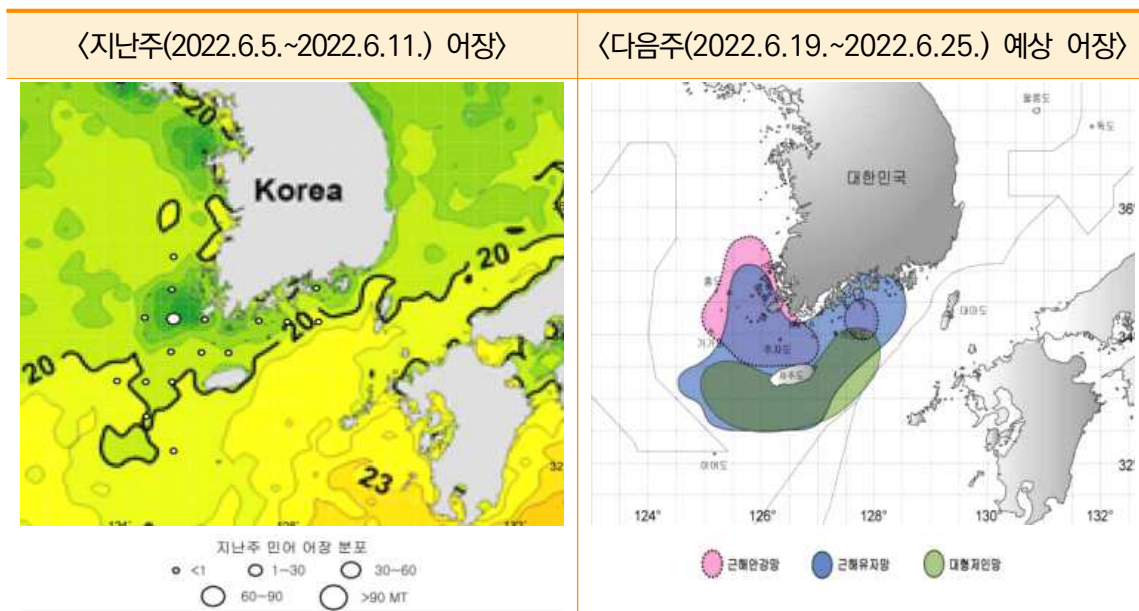 〈지난주(2022.6.5.~2022.6.11.) 어장〉
〈다음주(2022.6.19.~2022.6.25.) 예상 어장〉
20
Korea
20
20
20
23
32°
지난주 민어 어장 분포
<1 1-30 30-60
60-90 >90 MT
울릉도
독도
대한민국
36°
홍도
대마도
34°
추자도
제주도
이어도
32°
124° 126° 128° 130° 132°
근해안강망 근해유자망 대형저인망